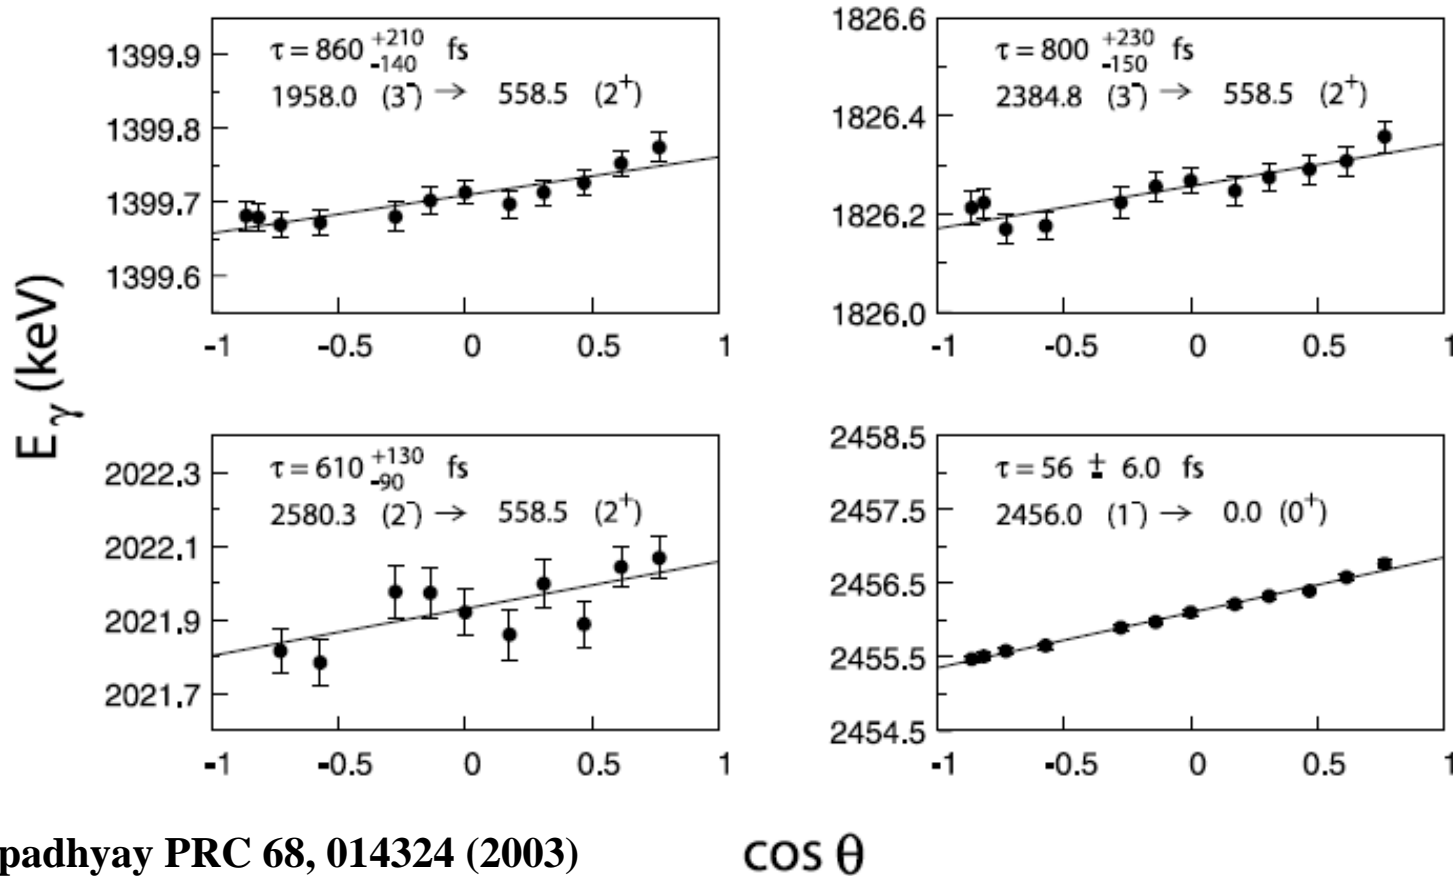 E_γ (keV)
τ = 860 +210 -140 fs
1958.0 (3⁻) → 558.5 (2⁺)
1399.9
1399.8
1399.7
1399.6
-1 -0.5 0 0.5 1
τ = 800 +230 -150 fs
2384.8 (3⁻) → 558.5 (2⁺)
1826.6
1826.4
1826.2
1826.0
-1 -0.5 0 0.5 1
τ = 610 +130 -90 fs
2580.3 (2⁻) → 558.5 (2⁺)
2022.3
2022.1
2021.9
2021.7
-1 -0.5 0 0.5 1
τ = 56 ± 6.0 fs
2456.0 (1⁻) → 0.0 (0⁺)
2458.5
2457.5
2456.5
2455.5
2454.5
-1 -0.5 0 0.5 1
padhyay PRC 68, 014324 (2003)
cos θ